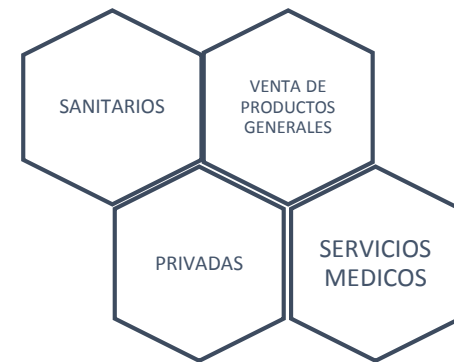 SANITARIOS
VENTA DE
PRODUCTOS
GENERALES
PRIVADAS
SERVICIOS
MEDICOS